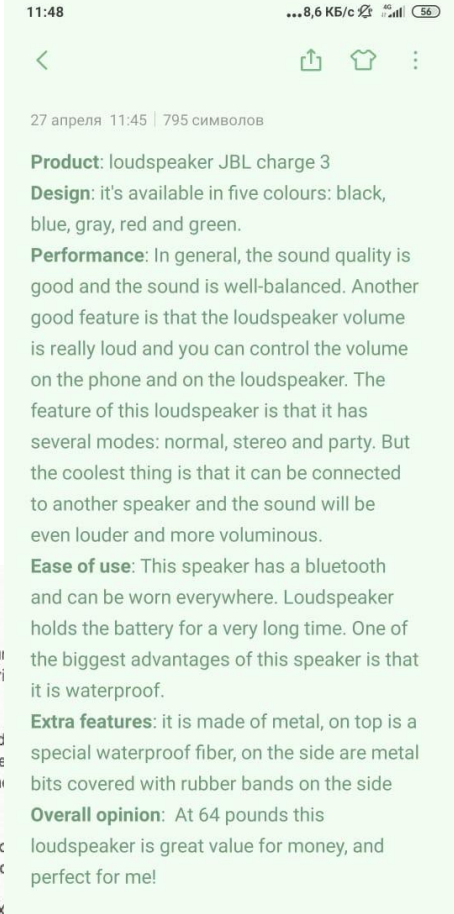 11:48
...8,6 КБ/с 4G 56
27 апреля 11:45 | 795 символов
Product: loudspeaker JBL charge 3
Design: it's available in five colours: black,
blue, gray, red and green.
Performance: In general, the sound quality is
good and the sound is well-balanced. Another
good feature is that the loudspeaker volume
is really loud and you can control the volume
on the phone and on the loudspeaker. The
feature of this loudspeaker is that it has
several modes: normal, stereo and party. But
the coolest thing is that it can be connected
to another speaker and the sound will be
even louder and more voluminous.
Ease of use: This speaker has a bluetooth
and can be worn everywhere. Loudspeaker
holds the battery for a very long time. One of
the biggest advantages of this speaker is that
it is waterproof.
Extra features: it is made of metal, on top is a
special waterproof fiber, on the side are metal
bits covered with rubber bands on the side
Overall opinion: At 64 pounds this
loudspeaker is great value for money, and
perfect for me!